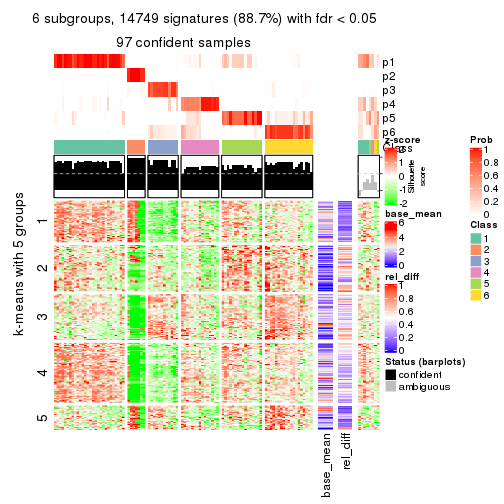 6 subgroups, 14749 signatures (88.7%) with fdr < 0.05
97 confident samples
p1
p2
p3
p4
p5
p6
Silhouette
score
k-means with 5 groups
1
2
3
4
5
base_mean
rel_diff
z-score
2
1
0
-1
-2
base_mean
6
4
2
0
rel_diff
1
0.8
0.6
0.4
0.2
0
Status (barplots)
confident
ambiguous
Prob
1
0.8
0.6
0.4
0.2
0
Class
1
2
3
4
5
6